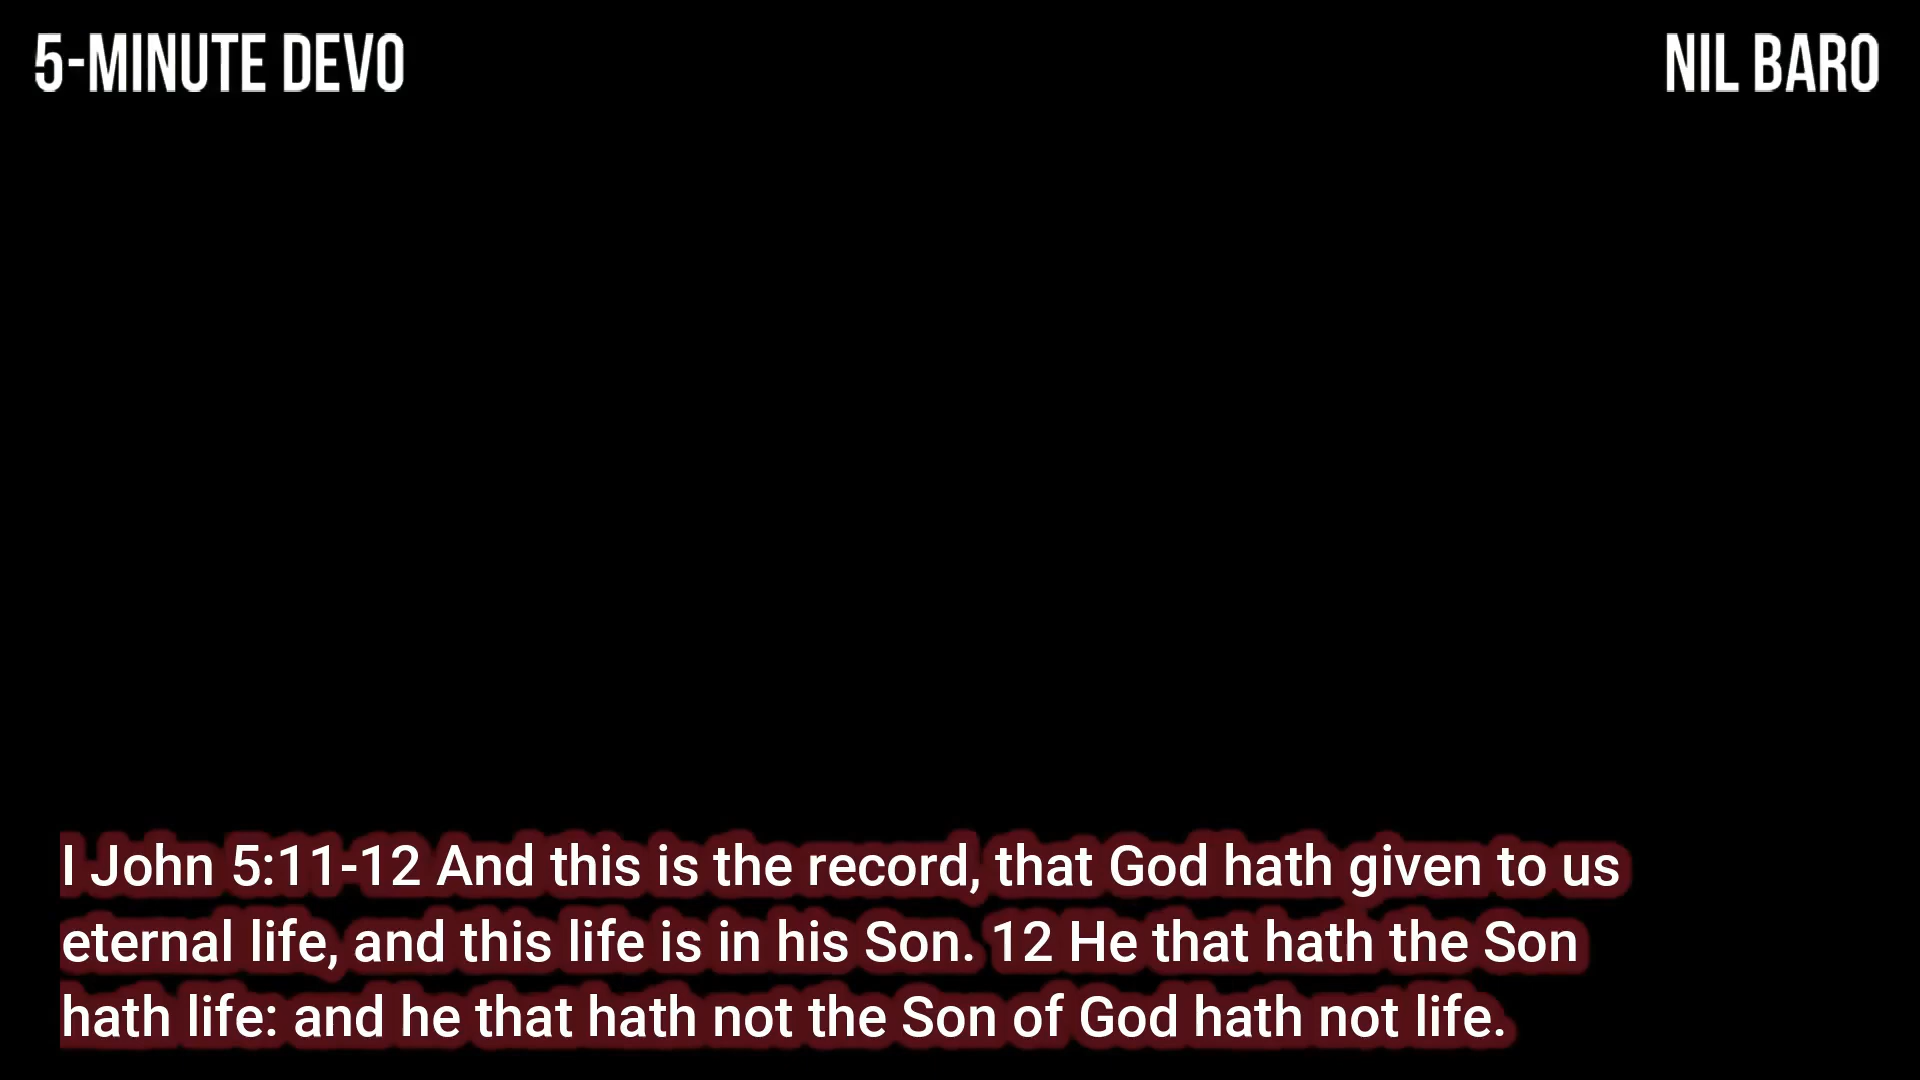 5-MINUTE DEVO
NIL BARO
I John 5:11-12 And this is the record, that God hath given to us
eternal life, and this life is in his Son. 12 He that hath the Son
hath life: and he that hath not the Son of God hath not life.